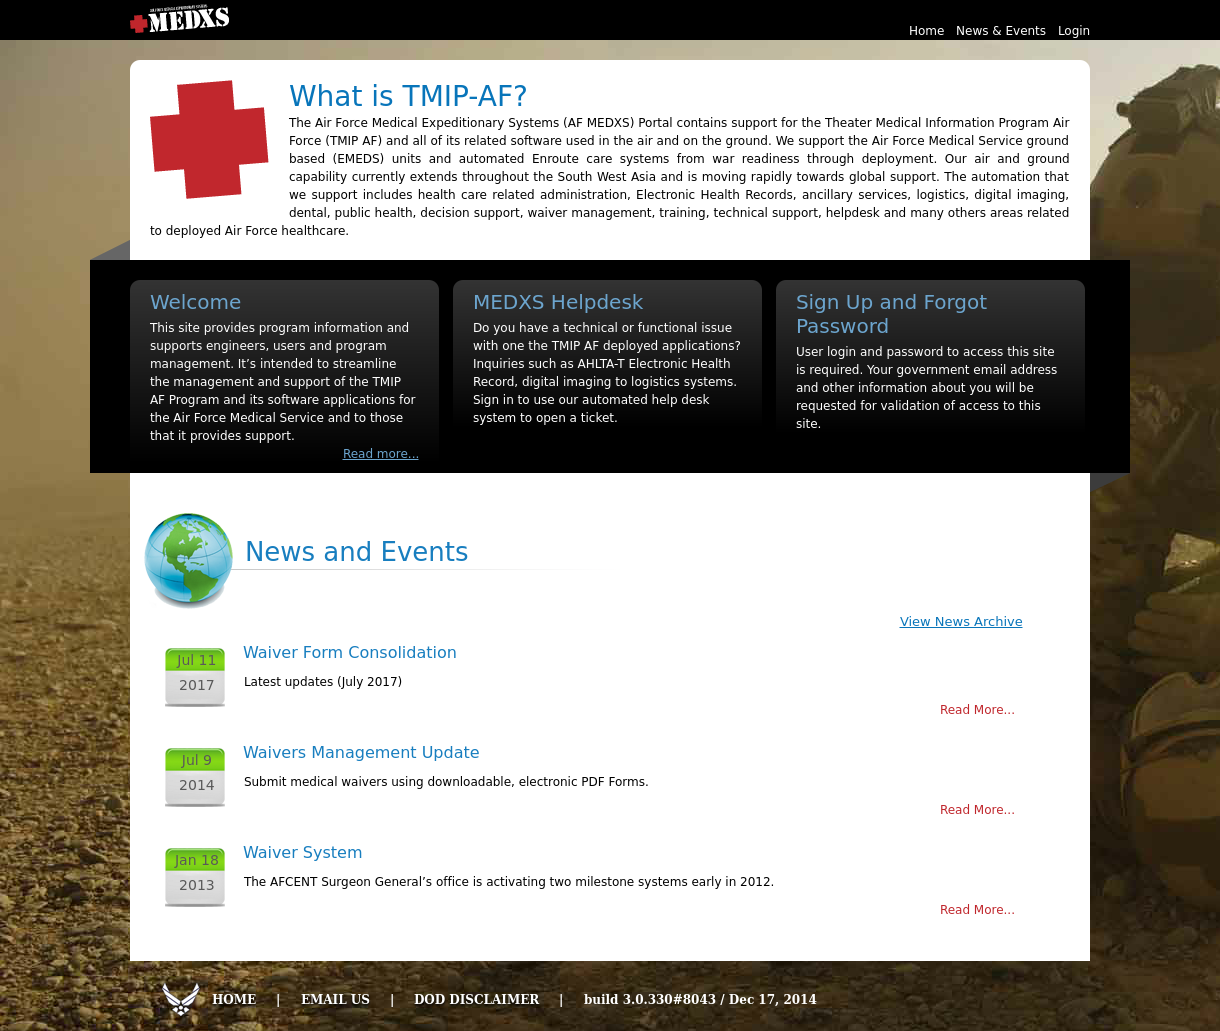 MEDXS
Home News & Events Login
What is TMIP-AF?
The Air Force Medical Expeditionary Systems (AF MEDXS) Portal contains support for the Theater Medical Information Program Air
Force (TMIP AF) and all of its related software used in the air and on the ground. We support the Air Force Medical Service ground
based (EMEDS) units and automated Enroute care systems from war readiness through deployment. Our air and ground
capability currently extends throughout the South West Asia and is moving rapidly towards global support. The automation that
we support includes health care related administration, Electronic Health Records, ancillary services, logistics, digital imaging,
dental, public health, decision support, waiver management, training, technical support, helpdesk and many others areas related
to deployed Air Force healthcare.
Welcome
This site provides program information and
supports engineers, users and program
management. It’s intended to streamline
the management and support of the TMIP
AF Program and its software applications for
the Air Force Medical Service and to those
that it provides support.
Read more...
MEDXS Helpdesk
Do you have a technical or functional issue
with one the TMIP AF deployed applications?
Inquiries such as AHLTA-T Electronic Health
Record, digital imaging to logistics systems.
Sign in to use our automated help desk
system to open a ticket.
Sign Up and Forgot
Password
User login and password to access this site
is required. Your government email address
and other information about you will be
requested for validation of access to this
site.
News and Events
View News Archive
Jul 11
2017
Waiver Form Consolidation
Latest updates (July 2017)
Read More...
Jul 9
2014
Waivers Management Update
Submit medical waivers using downloadable, electronic PDF Forms.
Read More...
Jan 18
2013
Waiver System
The AFCENT Surgeon General’s office is activating two milestone systems early in 2012.
Read More...
HOME | EMAIL US | DOD DISCLAIMER | build 3.0.330#8043 / Dec 17, 2014